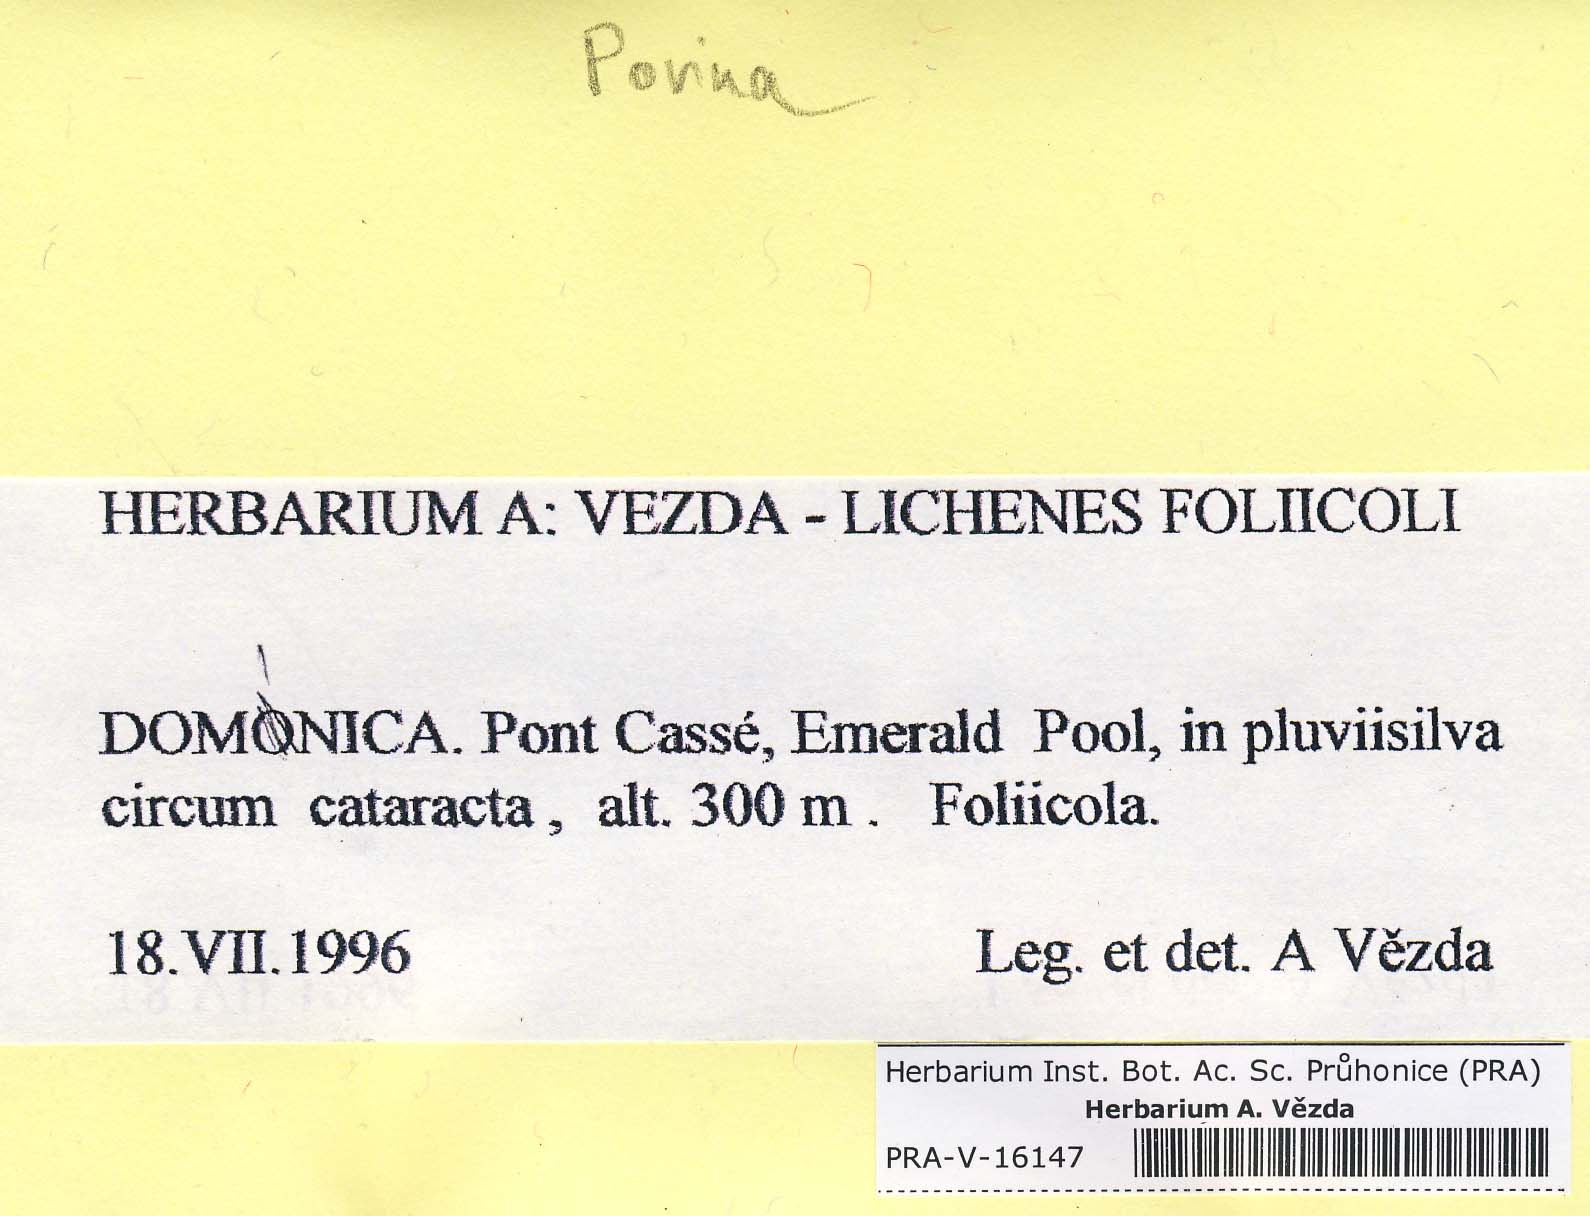 Porina
HERBARIUM A: VEZDA - LICHENES FOLIICOLI
DOMINICA. Pont Cassé, Emerald Pool, in pluviisilva
circum cataracta, alt. 300 m. Foliicola.
18.VII.1996 Leg. et det. A Vězda
Herbarium Inst. Bot. Ac. Sc. Průhonice (PRA)
Herbarium A. Vězda
PRA-V-16147